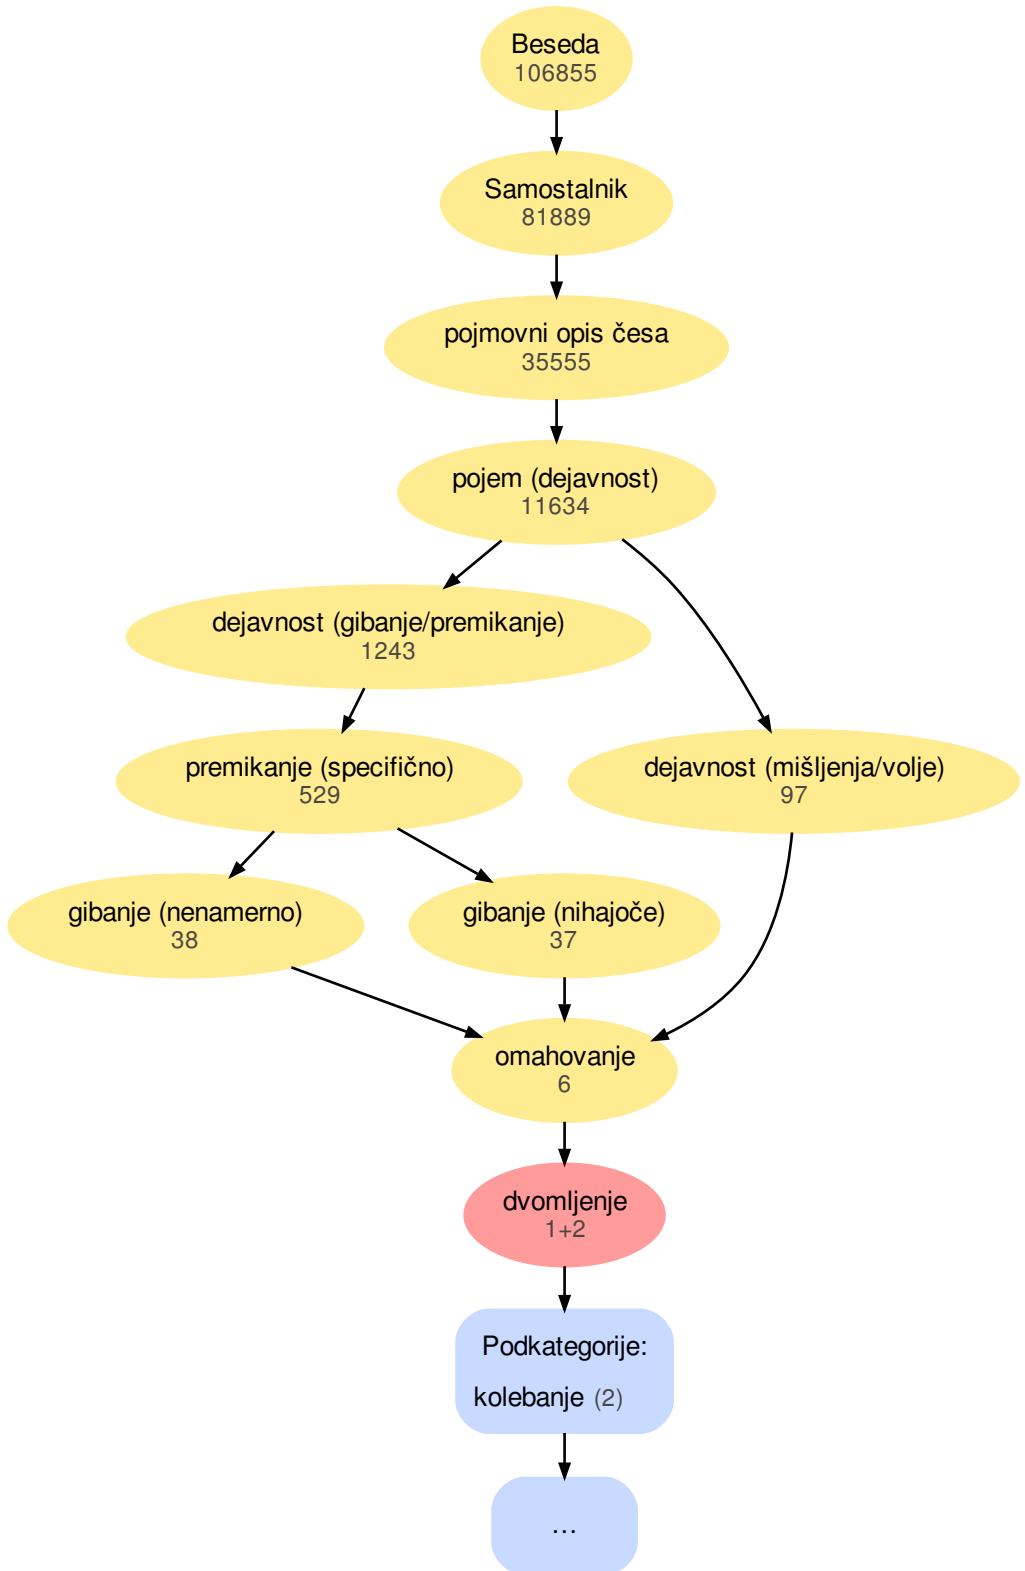 Beseda
106855
Samostalnik
81889
pojmovni opis česa
35555
pojem (dejavnost)
11634
dejavnost (gibanje/premikanje)
1243
premikanje (specifično)
529
dejavnost (mišljenja/volje)
97
gibanje (nenamerno)
38
gibanje (nihajoče)
37
omahovanje
6
dvomljenje
1+2
Podkategorije:
kolebanje (2)
...